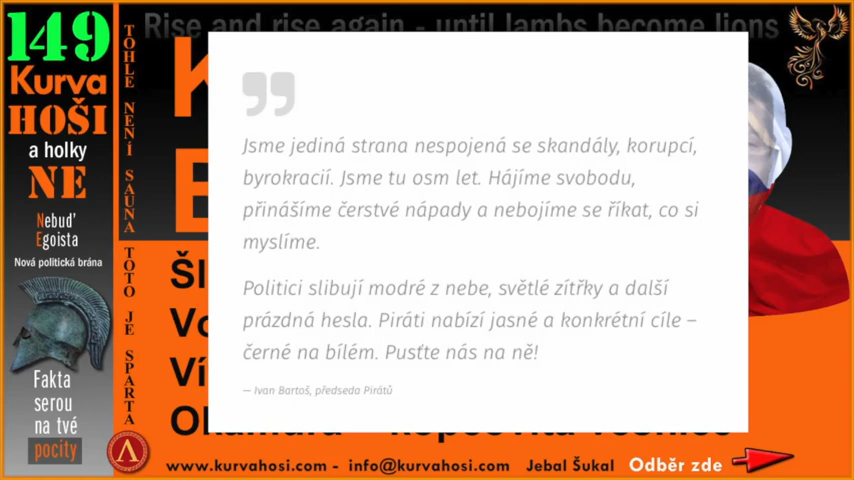 149
Kurva
HOŠI
a holky
NE
Nebuď
Egoista
Nová politická brána
Fakta
serou
na tvé
pocity
TOHLE NENÍ SAUNA TOTO JE SPARTA
Rise and rise again - until lambs become lions
Jsme jediná strana nespojená se skandály, korupcí,
byrokracií. Jsme tu osm let. Hájíme svobodu,
přinášíme čerstvé nápady a nebojíme se říkat, co si
myslíme.
Politici slibují modré z nebe, světlé zítřky a další
prázdná hesla. Piráti nabízí jasné a konkrétní cíle –
černé na bílém. Pusťte nás na ně!
— Ivan Bartoš, předseda Pirátů
www.kurvahosi.com - info@kurvahosi.com Jebal Šukal Odběr zde